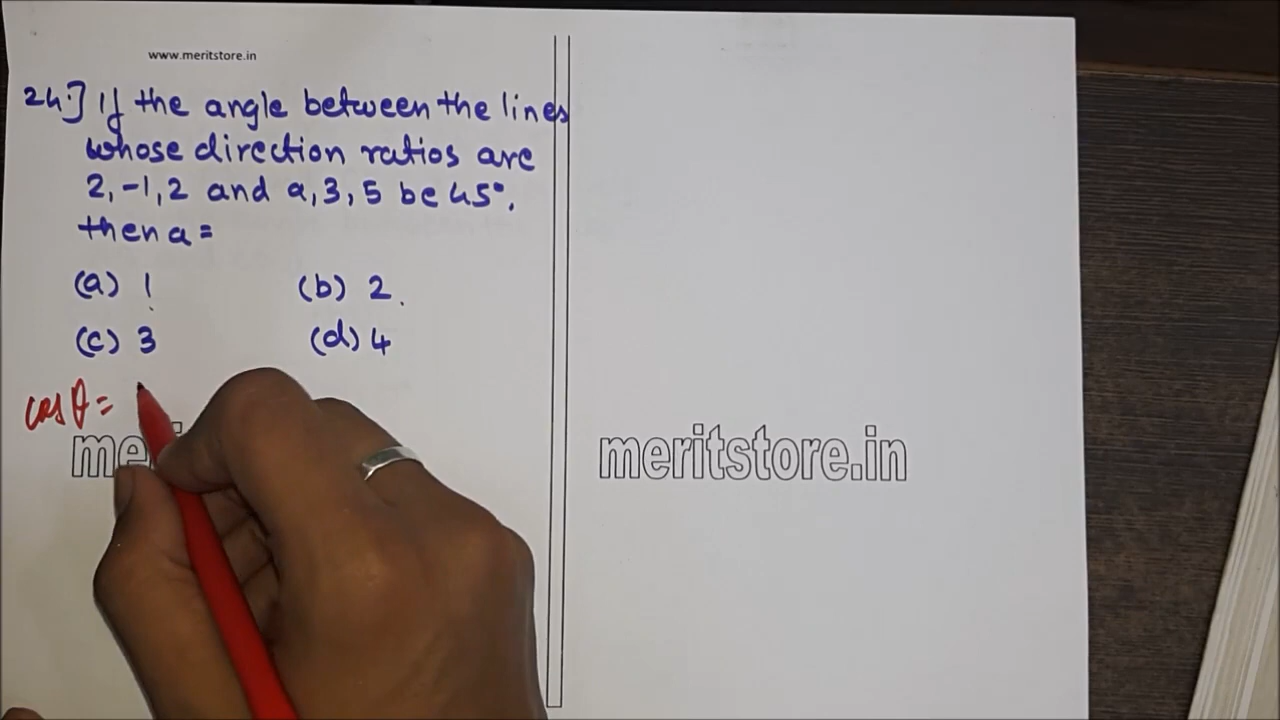 www.meritstore.in
24.] If the angle between the lines
whose direction ratios are
2, -1, 2 and a, 3, 5 be 45°.
then a =
(a) 1 (b) 2
(c) 3 (d) 4
cos θ =
meritstore.in